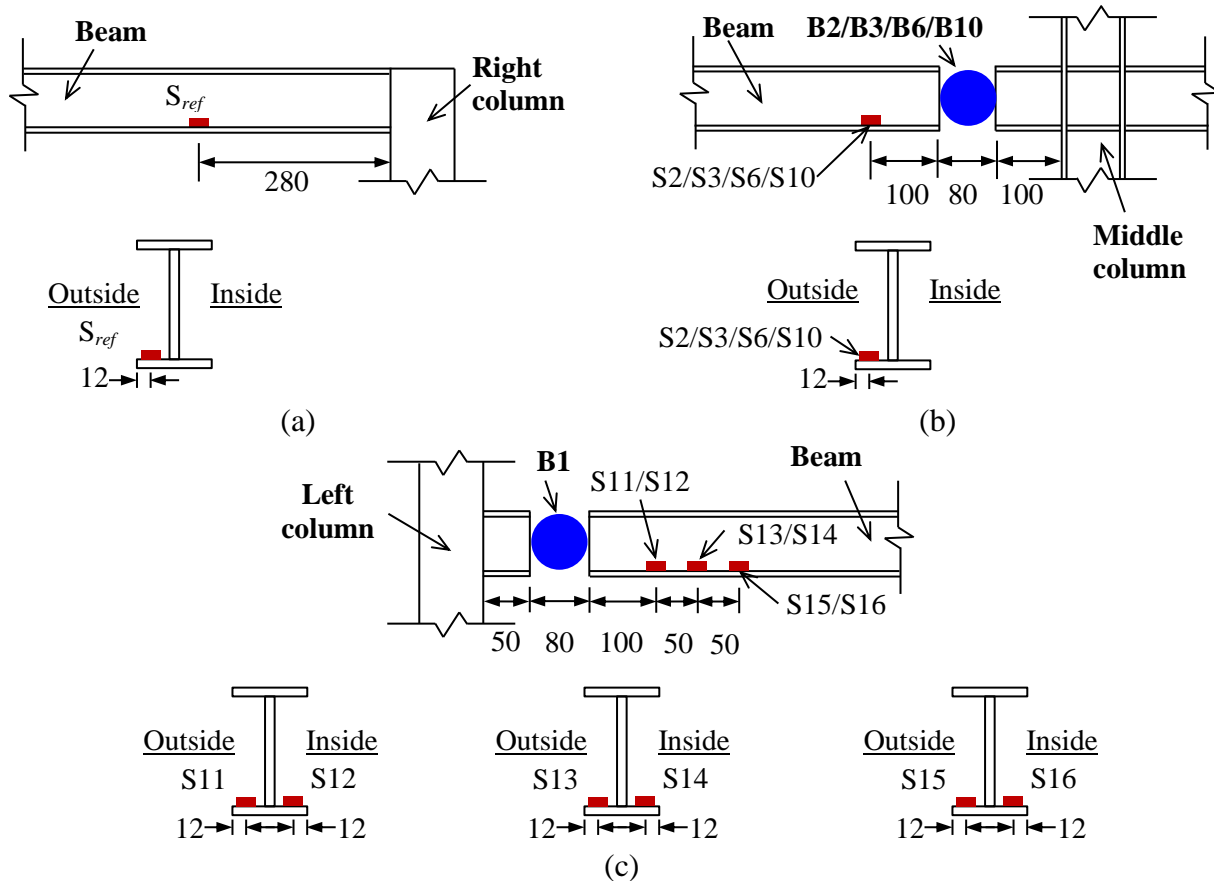 Beam
S_ref
Right
column
280
Outside
Inside
S_ref
12
(a)
Beam
B2/B3/B6/B10
S2/S3/S6/S10
100
80
100
Middle
column
Outside
Inside
S2/S3/S6/S10
12
(b)
Left
column
B1
S11/S12
S13/S14
Beam
S15/S16
50
80
100
50
50
Outside
Inside
S11
S12
12
12
Outside
Inside
S13
S14
12
12
Outside
Inside
S15
S16
12
12
(c)